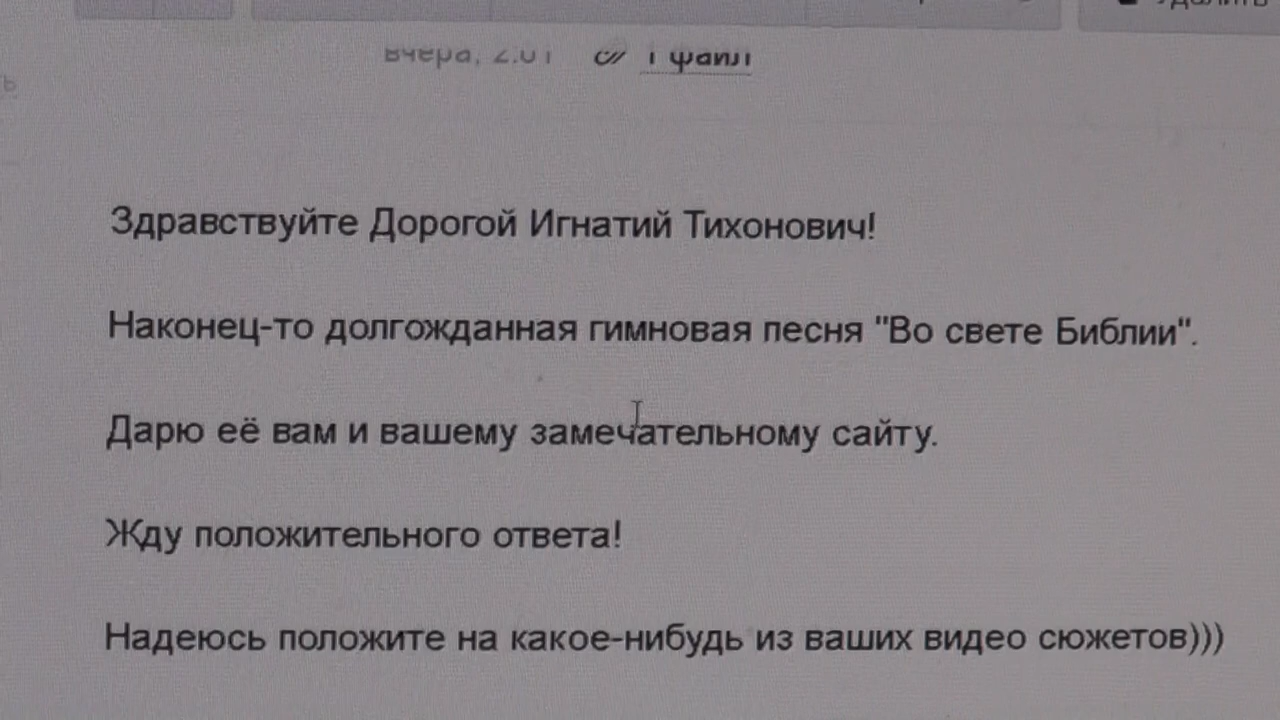 вчера, 2:01 1 файл
Здравствуйте Дорогой Игнатий Тихонович!
Наконец-то долгожданная гимновая песня "Во свете Библии".
Дарю её вам и вашему замечательному сайту.
Жду положительного ответа!
Надеюсь положите на какое-нибудь из ваших видео сюжетов)))